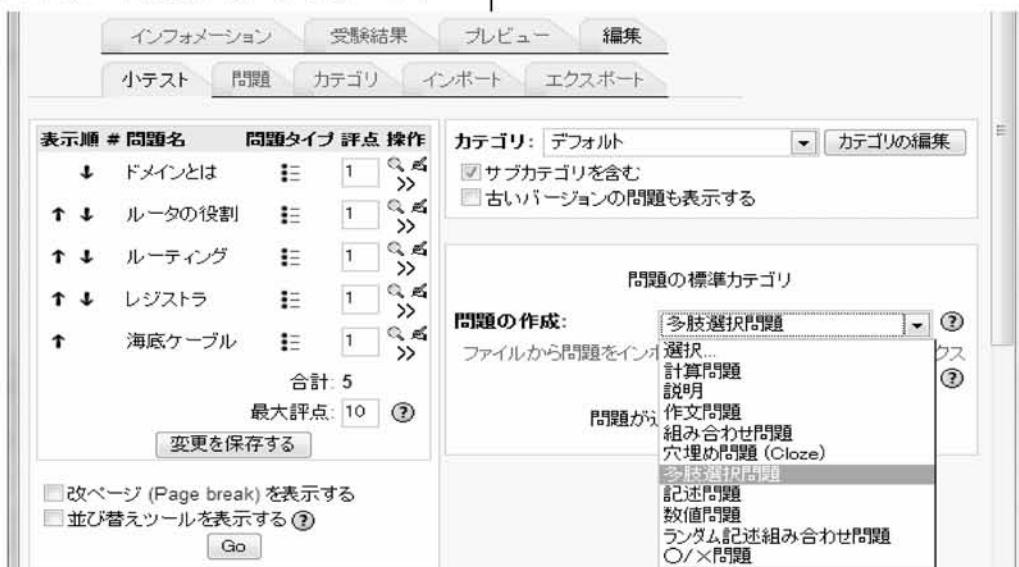 インフォメーション 受験結果 プレビュー 編集
小テスト 問題 カテゴリ インポート エクスポート
表示順 # 問題名 問題タイプ 評点 操作
ドメインとは 1
ルータの役割 1
ルーティング 1
レジストラ 1
海底ケーブル 1
合計: 5
最大評点: 10
変更を保存する
改ページ (Page break) を表示する
並び替えツールを表示する
Go
カテゴリ: デフォルト カテゴリの編集
サブカテゴリを含む
古いバージョンの問題も表示する
問題の標準カテゴリ
問題の作成: 多肢選択問題
ファイルから問題をイン
選択...
計算問題
説明
作文問題
組み合わせ問題
穴埋め問題 (Cloze)
多肢選択問題
記述問題
数値問題
ランダム記述組み合わせ問題
〇/×問題
問題が